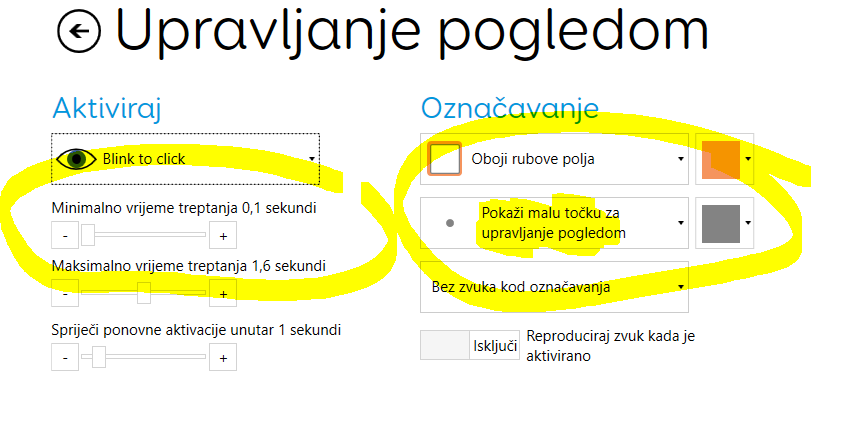 Upravljanje pogledom
Aktiviraj
Blink to click
Minimalno vrijeme treptanja 0,1 sekundi
- +
Maksimalno vrijeme treptanja 1,6 sekundi
- +
Spriječi ponovne aktivacije unutar 1 sekundi
- +
Označavanje
Oboji rubove polja
Pokaži malu točku za
upravljanje pogledom
Bez zvuka kod označavanja
Isključi
Reproduciraj zvuk kada je
aktivirano